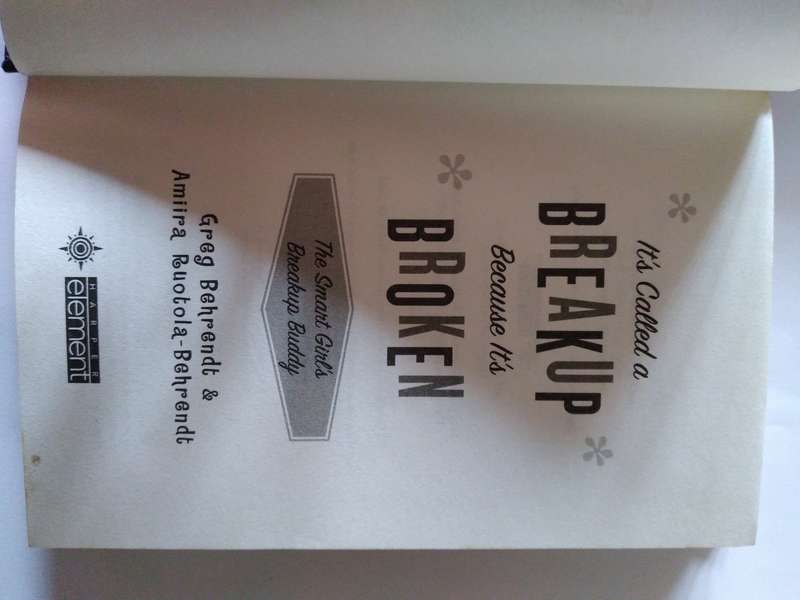 It's Called a
BREAKUP
Because It's
BROKEN
The Smart Girl's
Breakup Buddy
Greg Behrendt &
Amiira Ruotola-Behrendt
HARPER
element